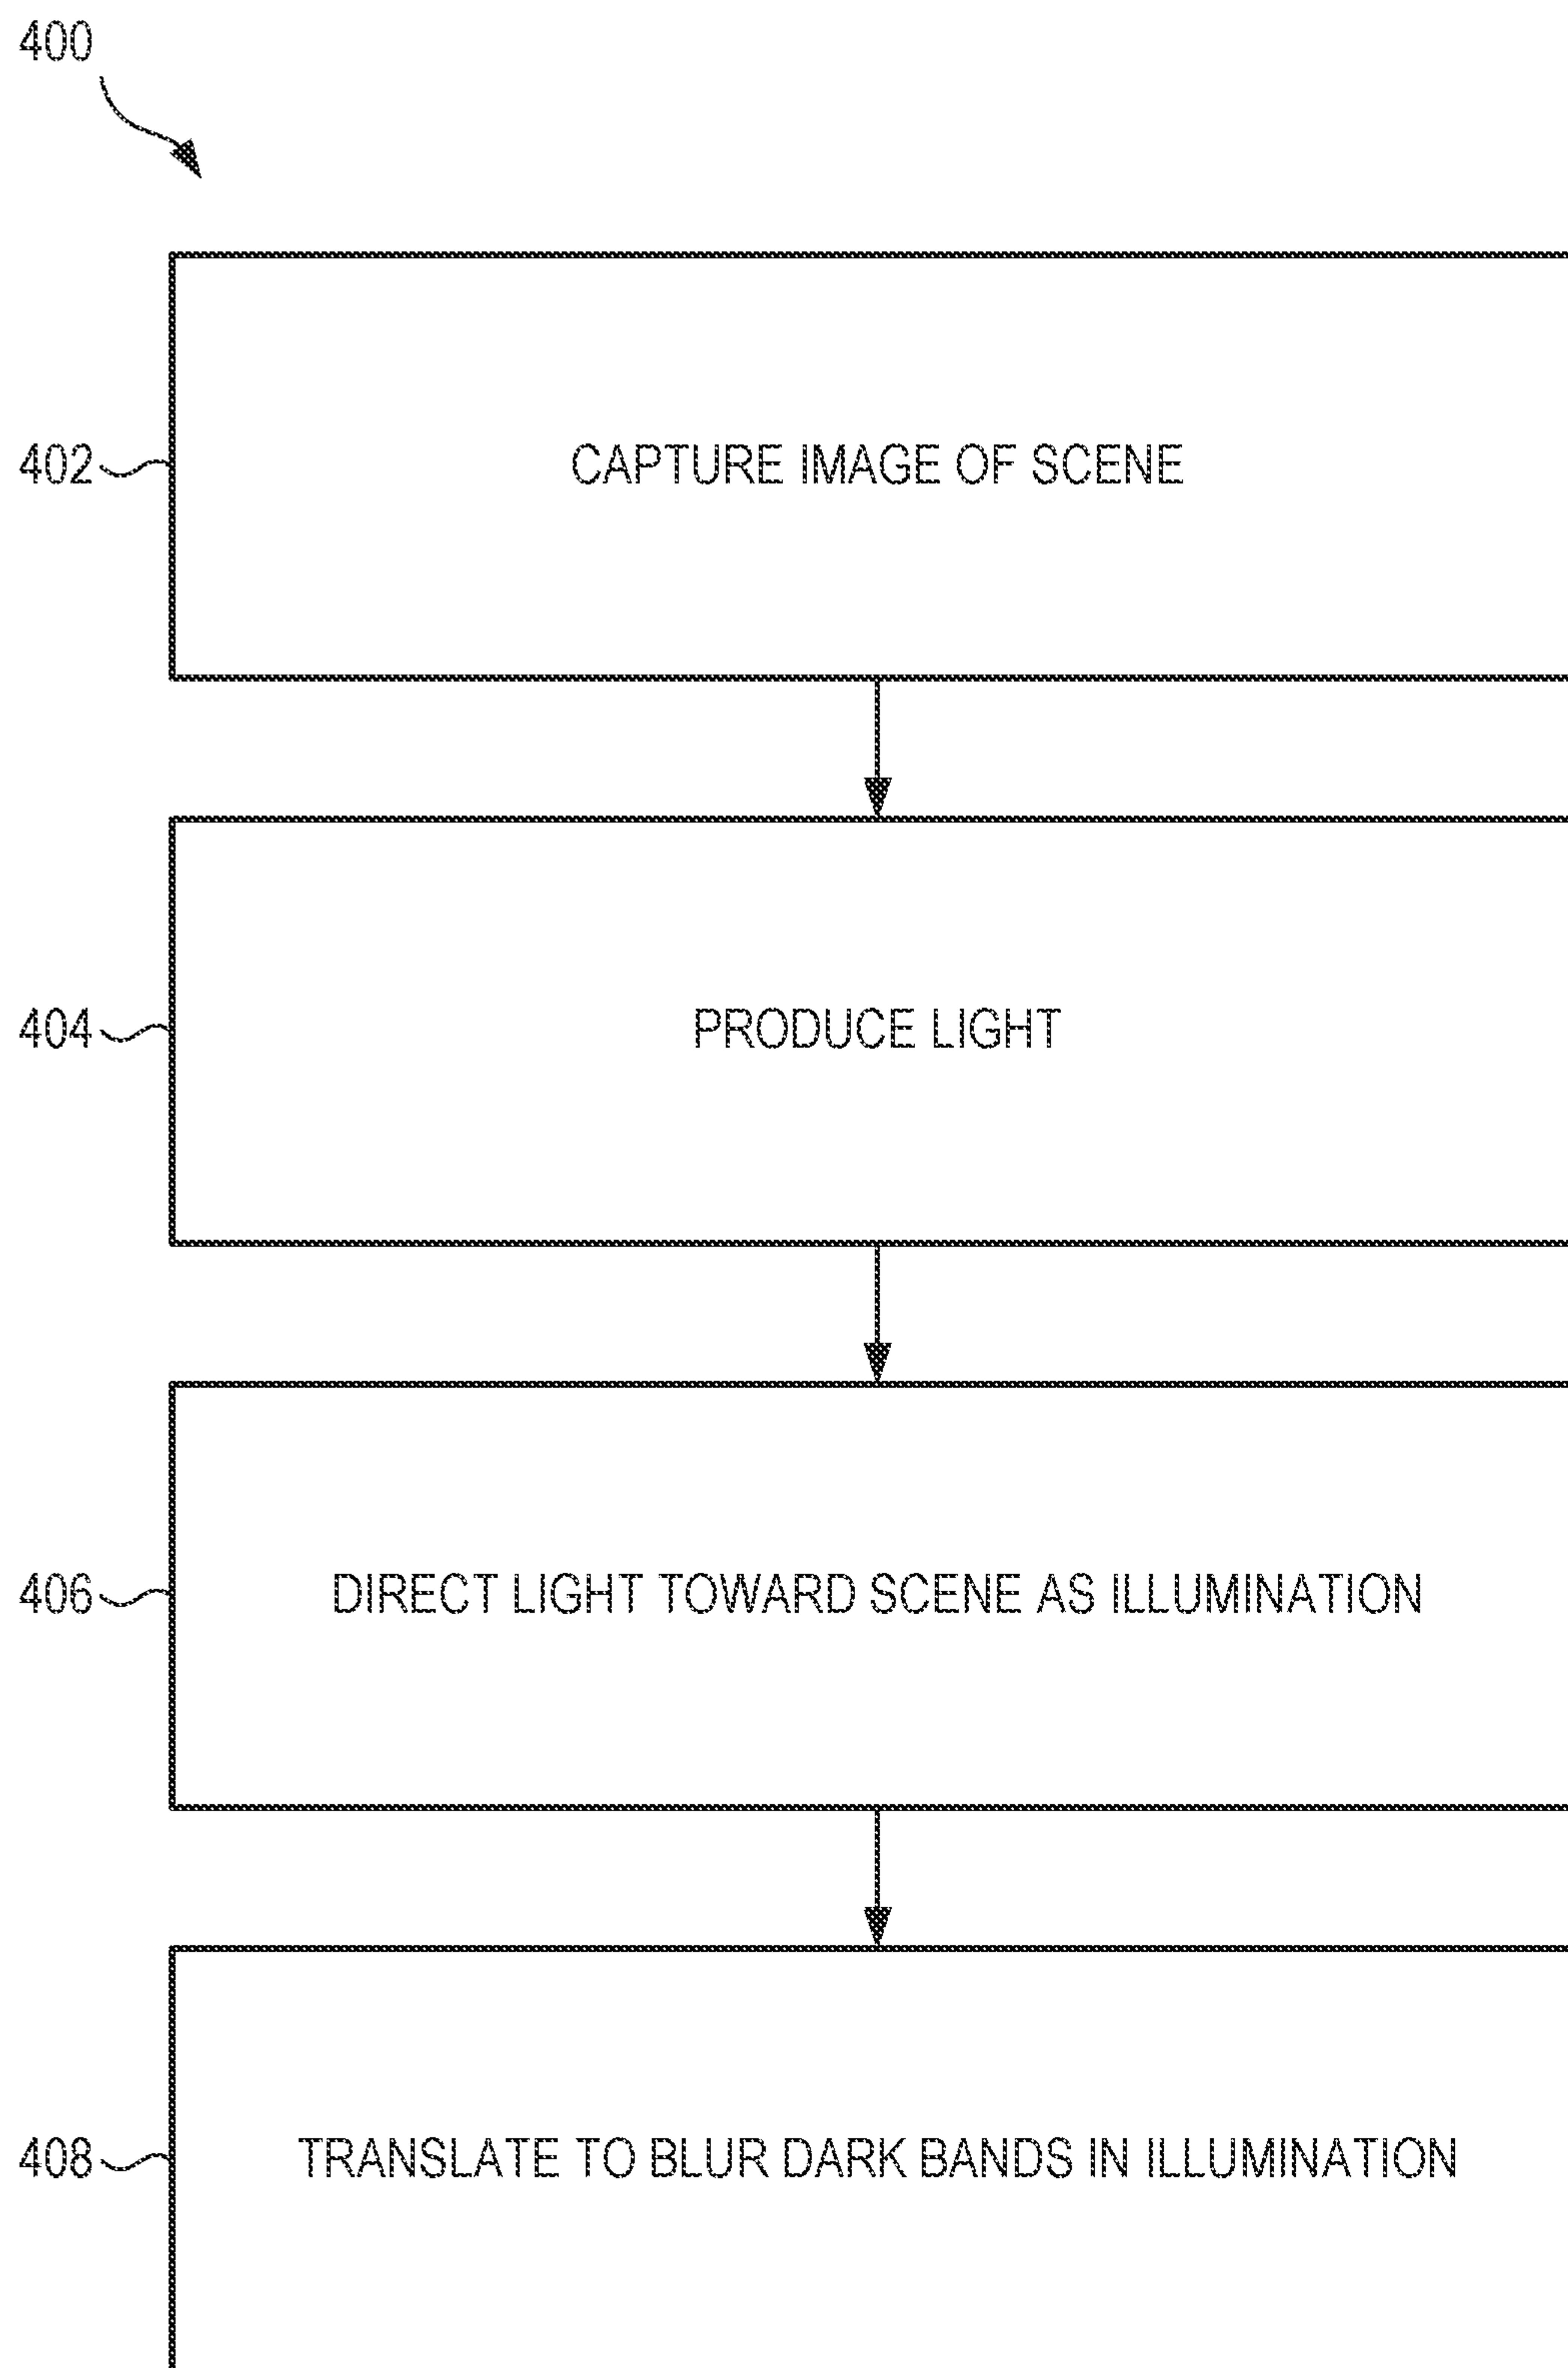 400
402 CAPTURE IMAGE OF SCENE
404 PRODUCE LIGHT
406 DIRECT LIGHT TOWARD SCENE AS ILLUMINATION
408 TRANSLATE TO BLUR DARK BANDS IN ILLUMINATION